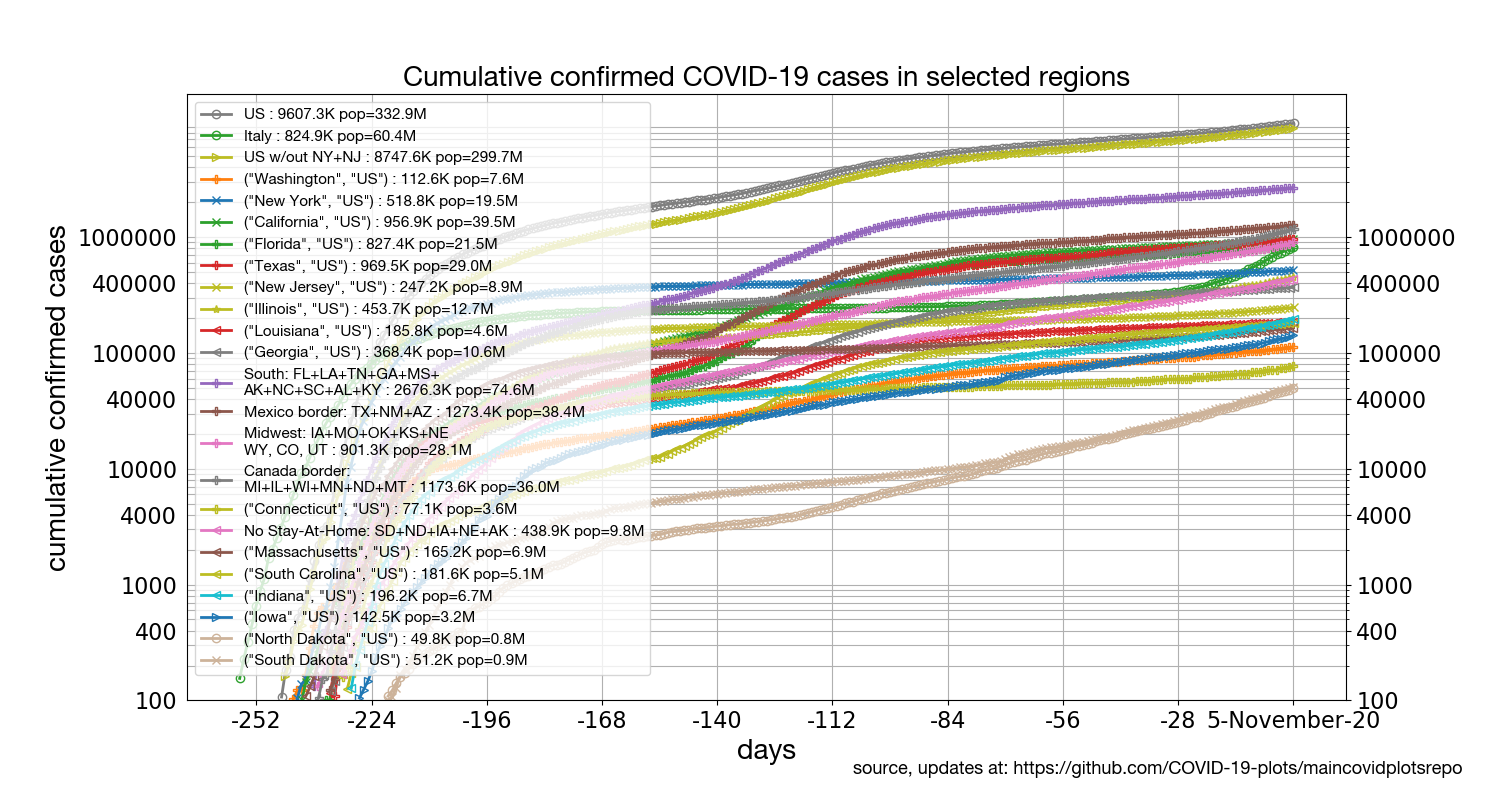 Cumulative confirmed COVID-19 cases in selected regions
US : 9607.3K pop=332.9M
Italy : 824.9K pop=60.4M
US w/out NY+NJ : 8747.6K pop=299.7M
("Washington", "US") : 112.6K pop=7.6M
("New York", "US") : 518.8K pop=19.5M
("California", "US") : 956.9K pop=39.5M
("Florida", "US") : 827.4K pop=21.5M
("Texas", "US") : 969.5K pop=29.0M
("New Jersey", "US") : 247.2K pop=8.9M
("Illinois", "US") : 453.7K pop=12.7M
("Louisiana", "US") : 185.8K pop=4.6M
("Georgia", "US") : 368.4K pop=10.6M
South: FL+LA+TN+GA+MS+
AK+NC+SC+AL+KY : 2676.3K pop=74.6M
Mexico border: TX+NM+AZ : 1273.4K pop=38.4M
Midwest: IA+MO+OK+KS+NE
WY, CO, UT : 901.3K pop=28.1M
Canada border:
MI+IL+WI+MN+ND+MT : 1173.6K pop=36.0M
("Connecticut", "US") : 77.1K pop=3.6M
No Stay-At-Home: SD+ND+IA+NE+AK : 438.9K pop=9.8M
("Massachusetts", "US") : 165.2K pop=6.9M
("South Carolina", "US") : 181.6K pop=5.1M
("Indiana", "US") : 196.2K pop=6.7M
("Iowa", "US") : 142.5K pop=3.2M
("North Dakota", "US") : 49.8K pop=0.8M
("South Dakota", "US") : 51.2K pop=0.9M
cumulative confirmed cases
1000000
400000
100000
40000
10000
4000
1000
400
100
1000000
400000
100000
40000
10000
4000
1000
400
100
-252 -224 -196 -168 -140 -112 -84 -56 -28 5-November-20
days
source, updates at: https://github.com/COVID-19-plots/maincovidplotsrepo